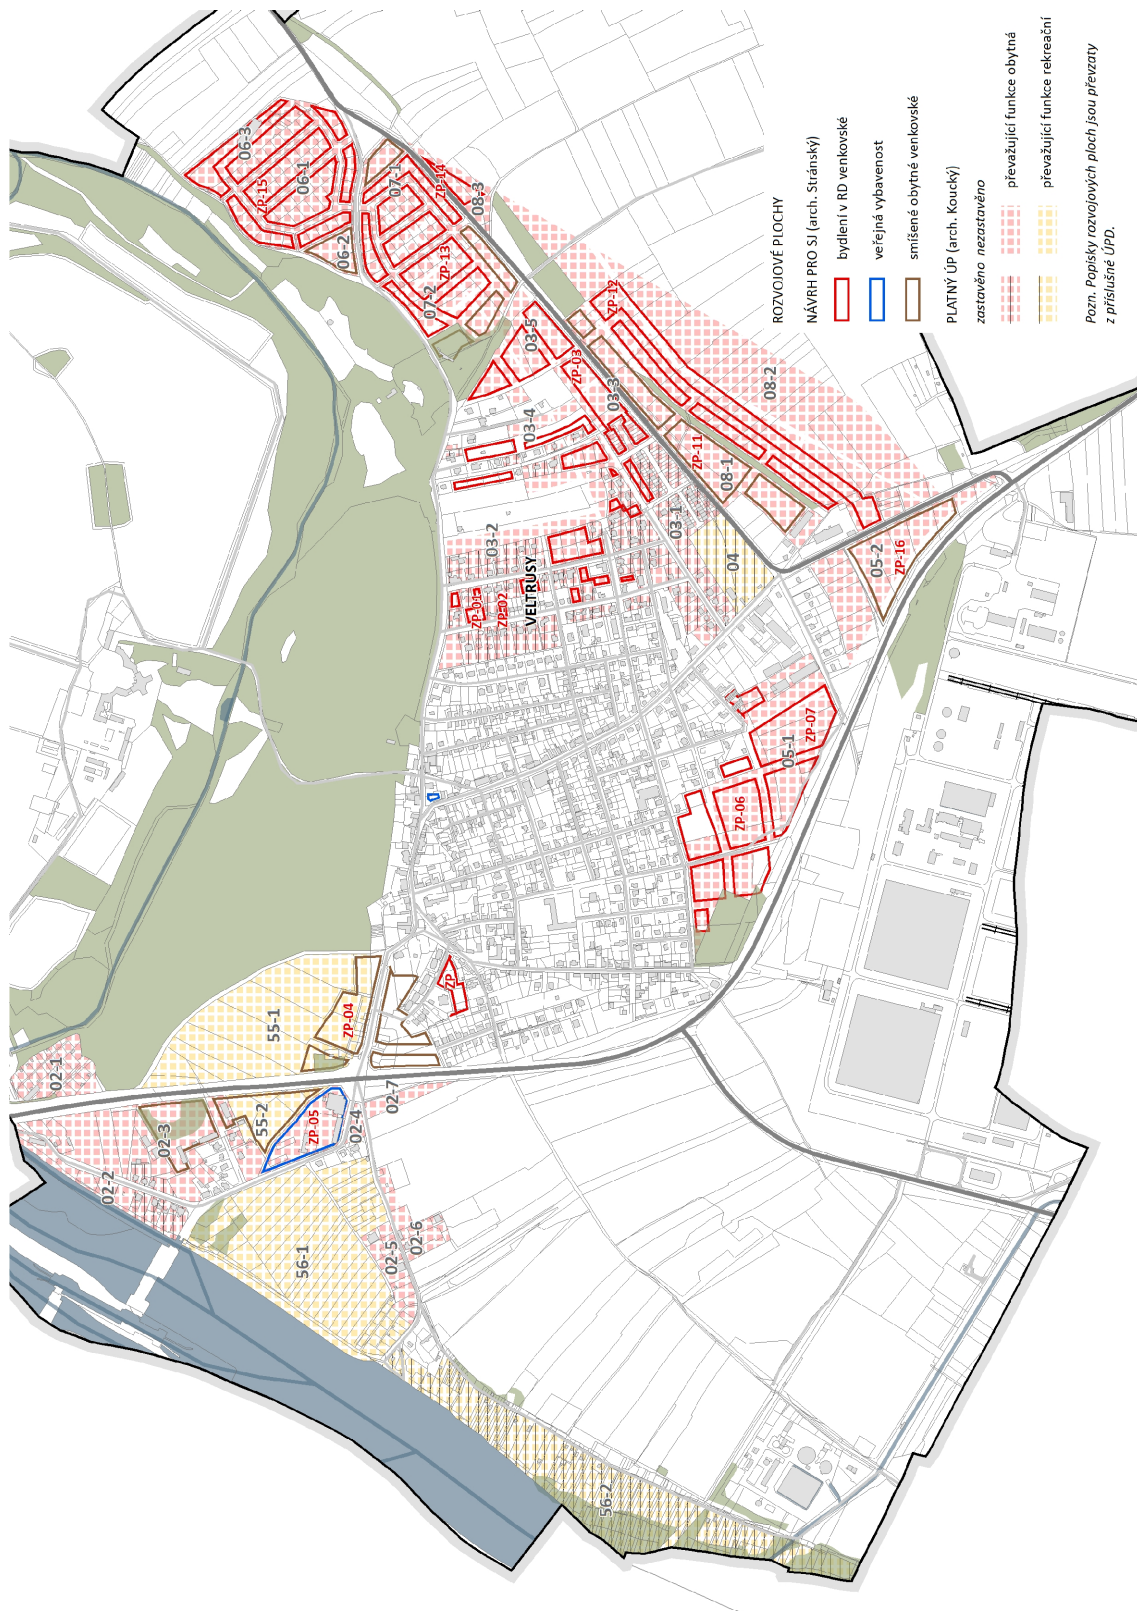 ROZVOJOVÉ PLOCHY
NÁVRH PRO SJ (arch. Stránský)
bydlení v RD venkovské
veřejná vybavenost
smíšené obytné venkovské
PLATNÝ ÚP (arch. Koucký)
zastavěno nezastavěno
převažující funkce obytná
převažující funkce rekreační
Pozn. Popisky rozvojových ploch jsou převzaty
z příslušné ÚPD.
VELTRUSY
02-1
02-2
02-3
55-1
55-2
ZP-04
ZP-05
02-4
02-7
56-1
02-5
02-6
56-2
ZP
ZP-01
ZP-02
03-2
03-4
03-5
ZP-03
03-3
03-1
04
06-3
06-1
ZP-15
06-2
07-1
ZP-14
08-3
ZP-13
07-2
ZP-12
08-2
ZP-11
08-1
05-2
ZP-16
05-1
ZP-07
ZP-06